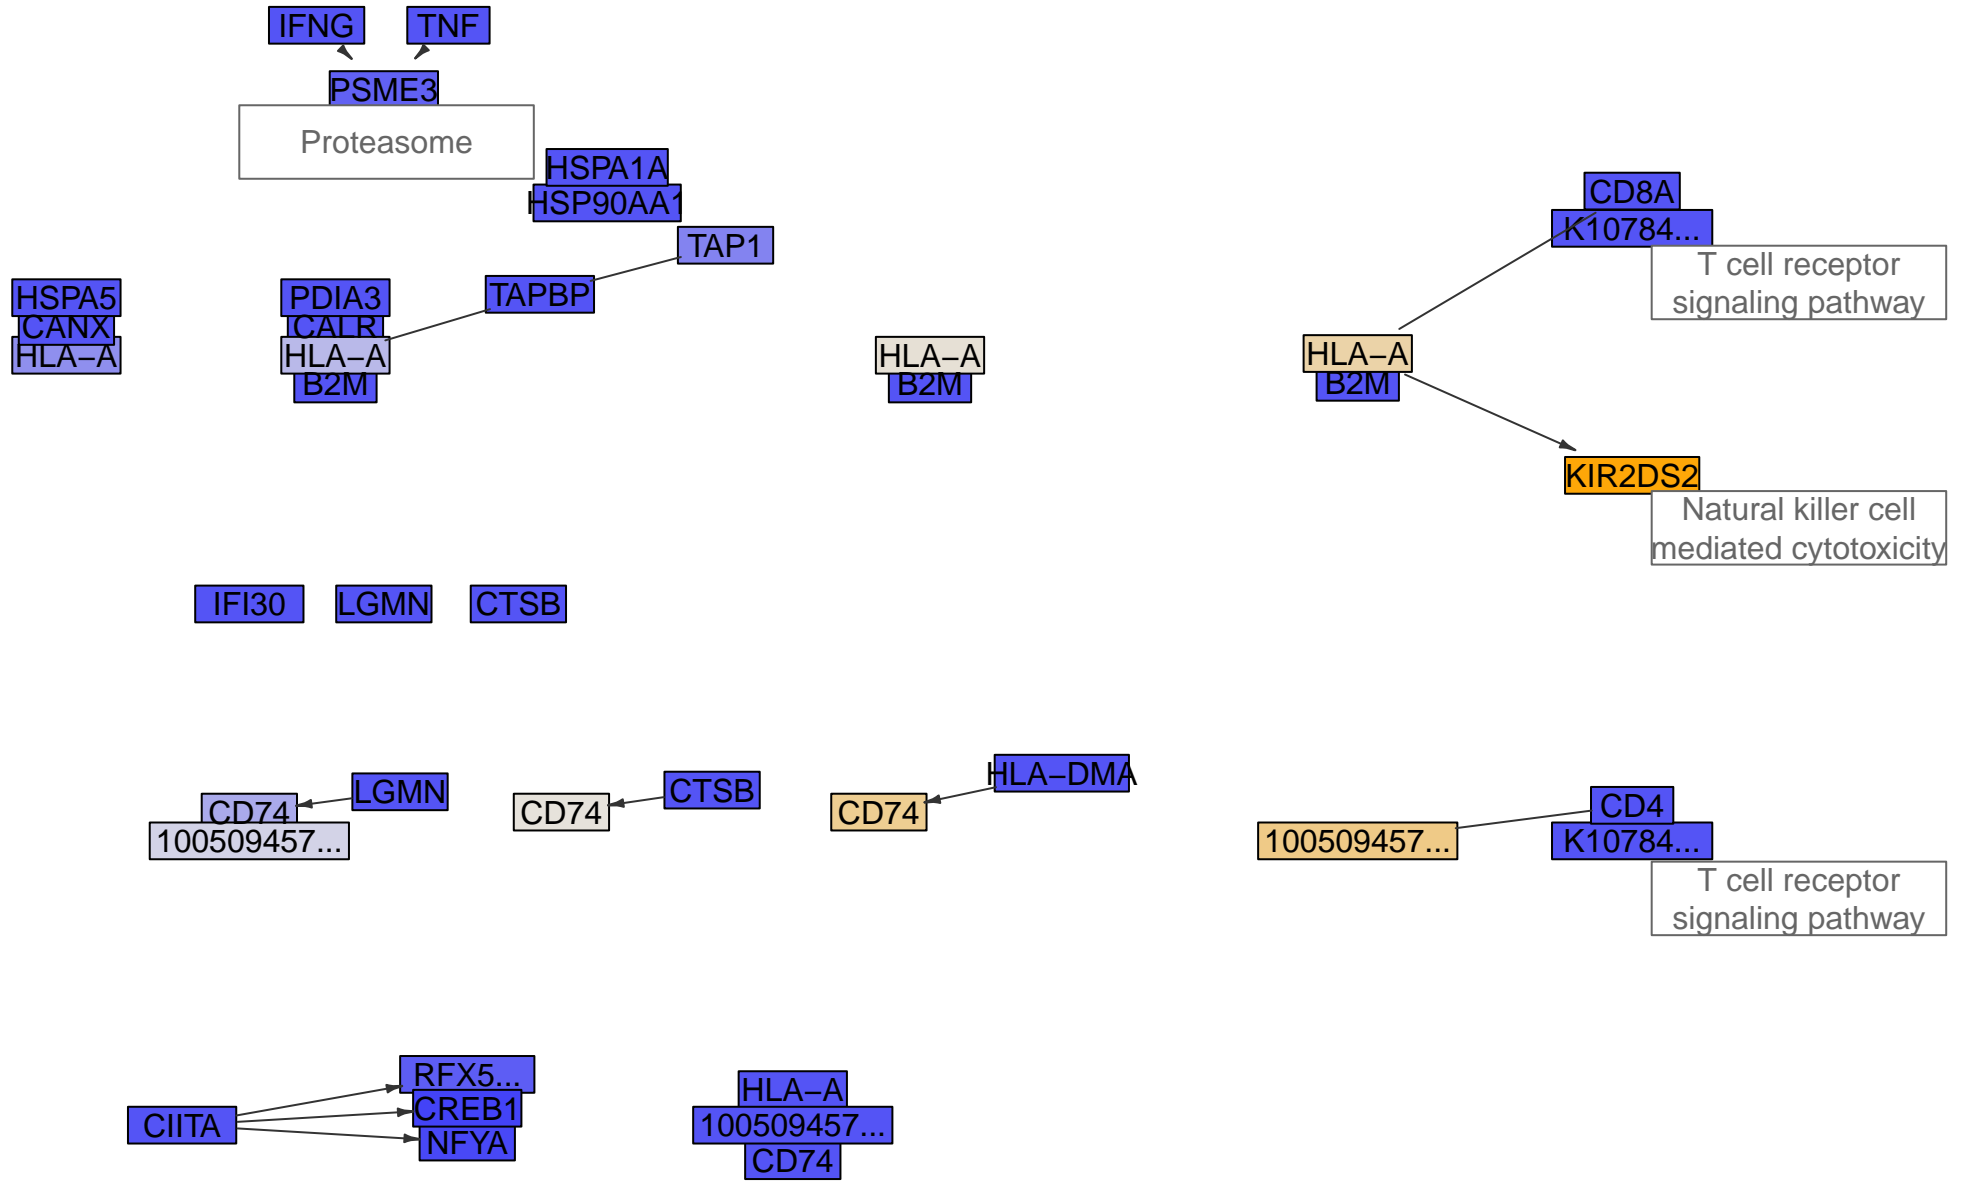 IFNG
TNF
PSME3
Proteasome
HSPA1A
HSP90AA1
CD8A
K10784...
TAP1
T cell receptor
signaling pathway
HSPA5
PDIA3
TAPBP
CANX
CALR
HLA−A
HLA−A
HLA−A
HLA−A
B2M
B2M
B2M
KIR2DS2
Natural killer cell
mediated cytotoxicity
IFI30
LGMN
CTSB
LGMN
CTSB
HLA−DMA
CD74
CD74
CD74
CD4
100509457...
100509457...
K10784...
T cell receptor
signaling pathway
RFX5...
HLA−A
CREB1
CIITA
100509457...
NFYA
CD74